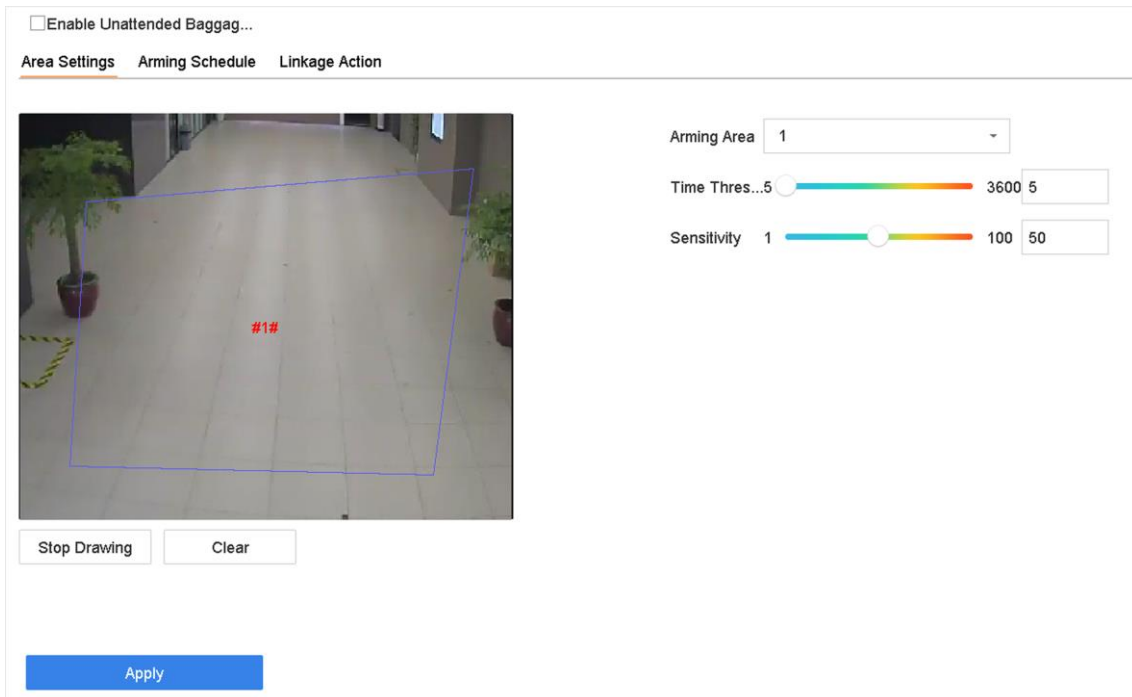 Enable Unattended Baggag...
Area Settings Arming Schedule Linkage Action
Arming Area 1
Time Thres...5 3600 5
Sensitivity 1 100 50
#1#
Stop Drawing Clear
Apply